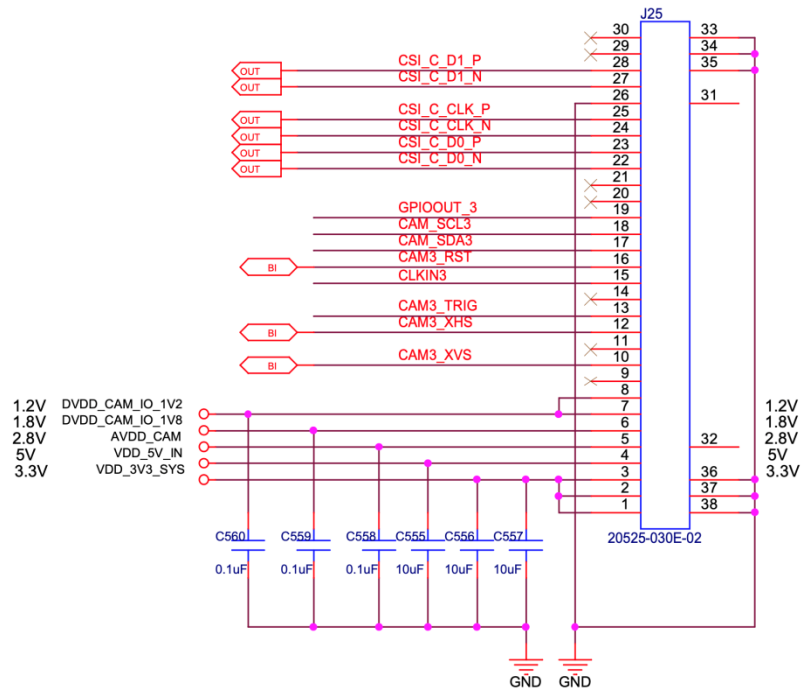 J25
30 33
29 34
OUT CSI_C_D1_P 28 35
OUT CSI_C_D1_N 27
26 31
OUT CSI_C_CLK_P 25
OUT CSI_C_CLK_N 24
OUT CSI_C_D0_P 23
OUT CSI_C_D0_N 22
21
20
GPIOOUT_3 19
CAM_SCL3 18
CAM_SDA3 17
BI CAM3_RST 16
CLKIN3 15
14
CAM3_TRIG 13
BI CAM3_XHS 12
11
BI CAM3_XVS 10
9
8
1.2V DVDD_CAM_IO_1V2 7 1.2V
1.8V DVDD_CAM_IO_1V8 6 1.8V
2.8V AVDD_CAM 5 32 2.8V
5V VDD_5V_IN 4 5V
3.3V VDD_3V3_SYS 3 36 3.3V
2 37
1 38
C560 C559 C558 C555 C556 C557 20525-030E-02
0.1uF 0.1uF 0.1uF 10uF 10uF 10uF
GND GND